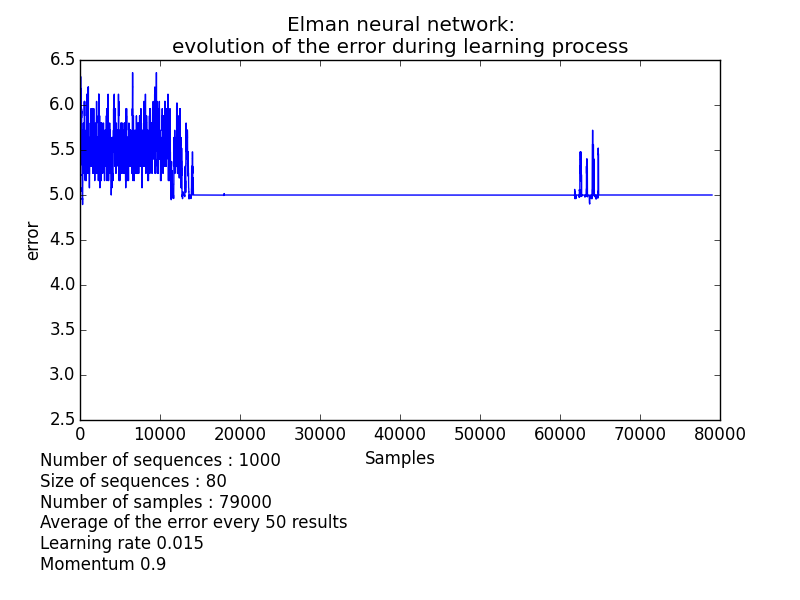 Elman neural network:
evolution of the error during learning process
6.5
6.0
5.5
5.0
4.5
4.0
3.5
3.0
2.5
error
0 10000 20000 30000 40000 50000 60000 70000 80000
Samples
Number of sequences : 1000
Size of sequences : 80
Number of samples : 79000
Average of the error every 50 results
Learning rate 0.015
Momentum 0.9